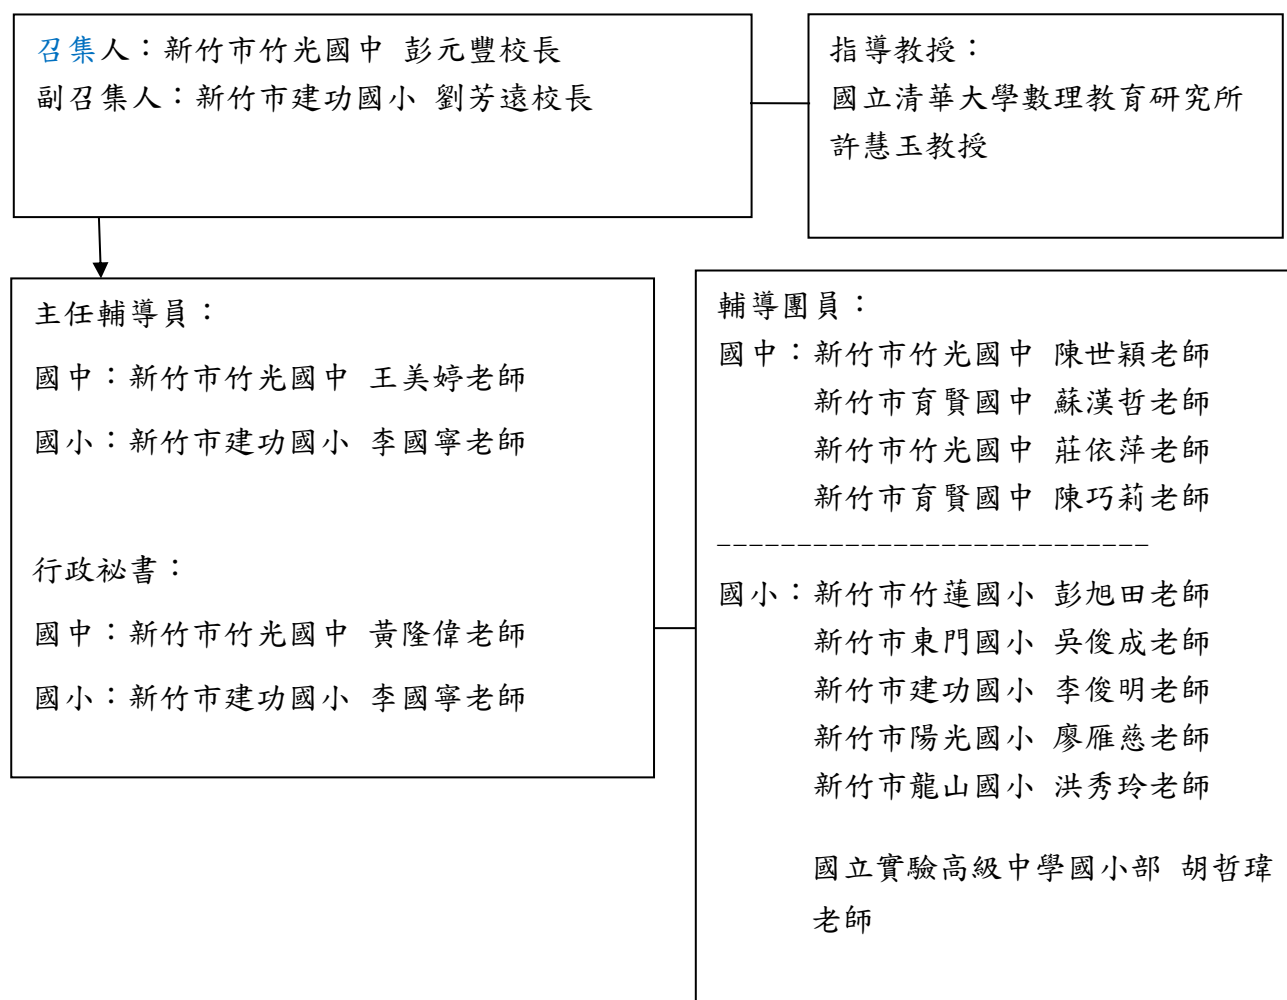 召集人：新竹市竹光國中 彭元豐校長
副召集人：新竹市建功國小 劉芳遠校長
指導教授：
國立清華大學數理教育研究所
許慧玉教授
主任輔導員：
國中：新竹市竹光國中 王美婷老師
國小：新竹市建功國小 李國寧老師
行政祕書：
國中：新竹市竹光國中 黃隆偉老師
國小：新竹市建功國小 李國寧老師
輔導團員：
國中：新竹市竹光國中 陳世穎老師
新竹市育賢國中 蘇漢哲老師
新竹市竹光國中 莊依萍老師
新竹市育賢國中 陳巧莉老師
---------------------------
國小：新竹市竹蓮國小 彭旭田老師
新竹市東門國小 吳俊成老師
新竹市建功國小 李俊明老師
新竹市陽光國小 廖雁慈老師
新竹市龍山國小 洪秀玲老師
國立實驗高級中學國小部 胡哲瑋
老師